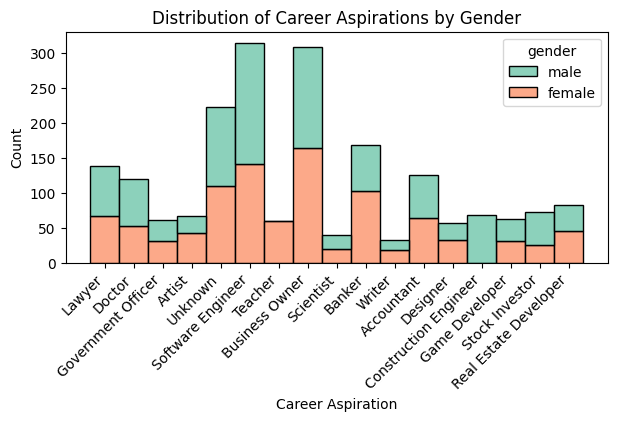 Distribution of Career Aspirations by Gender
gender
male
female
Count
300
250
200
150
100
50
0
Lawyer
Doctor
Government Officer
Artist
Unknown
Software Engineer
Teacher
Business Owner
Scientist
Banker
Writer
Accountant
Designer
Construction Engineer
Game Developer
Stock Investor
Real Estate Developer
Career Aspiration